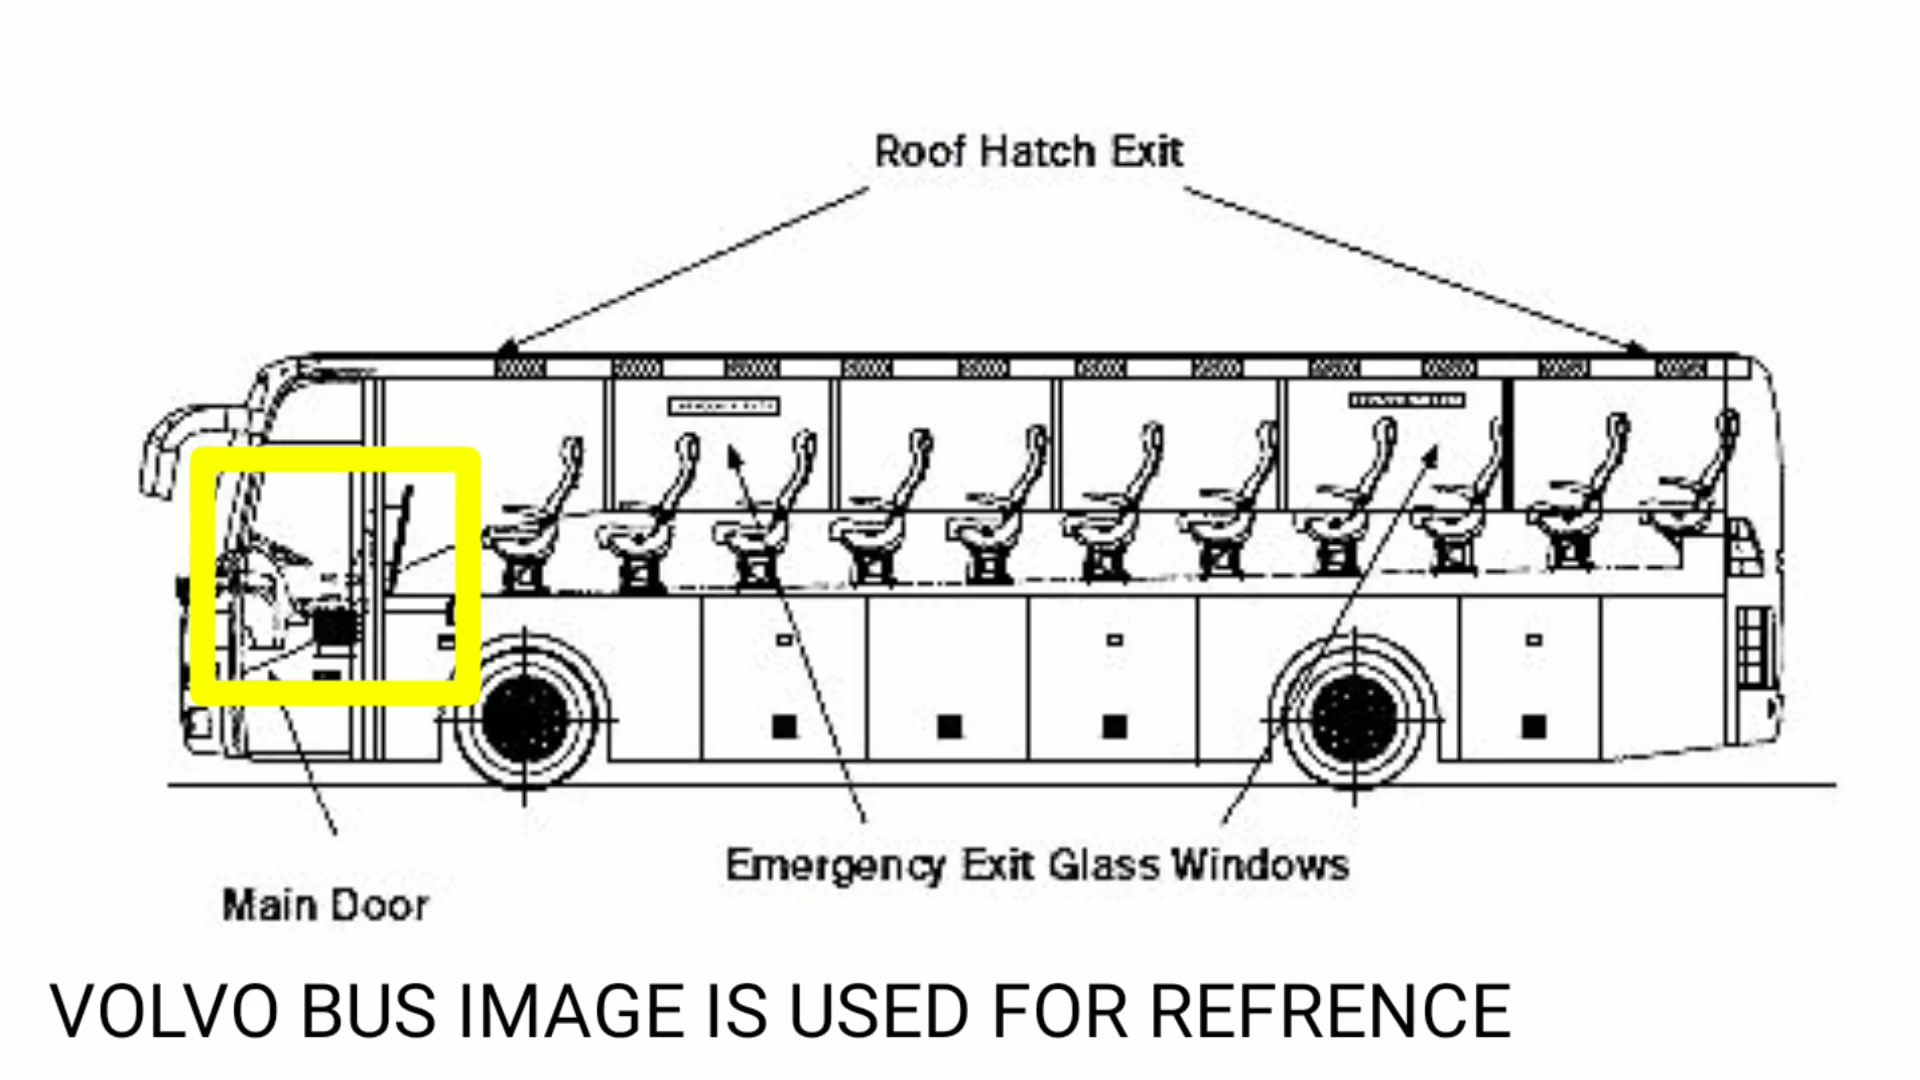 Roof Hatch Exit
Emergency Exit Glass Windows
Main Door
VOLVO BUS IMAGE IS USED FOR REFRENCE